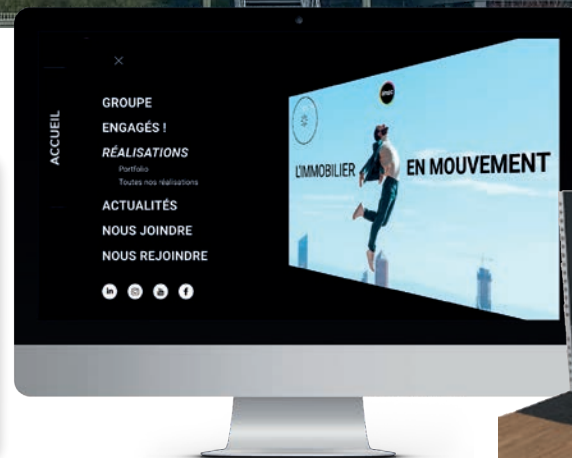 ACCUEIL
GROUPE
ENGAGÉS !
RÉALISATIONS
Portfolio
Toutes nos réalisations
ACTUALITÉS
NOUS JOINDRE
NOUS REJOINDRE
L'IMMOBILIER EN MOUVEMENT